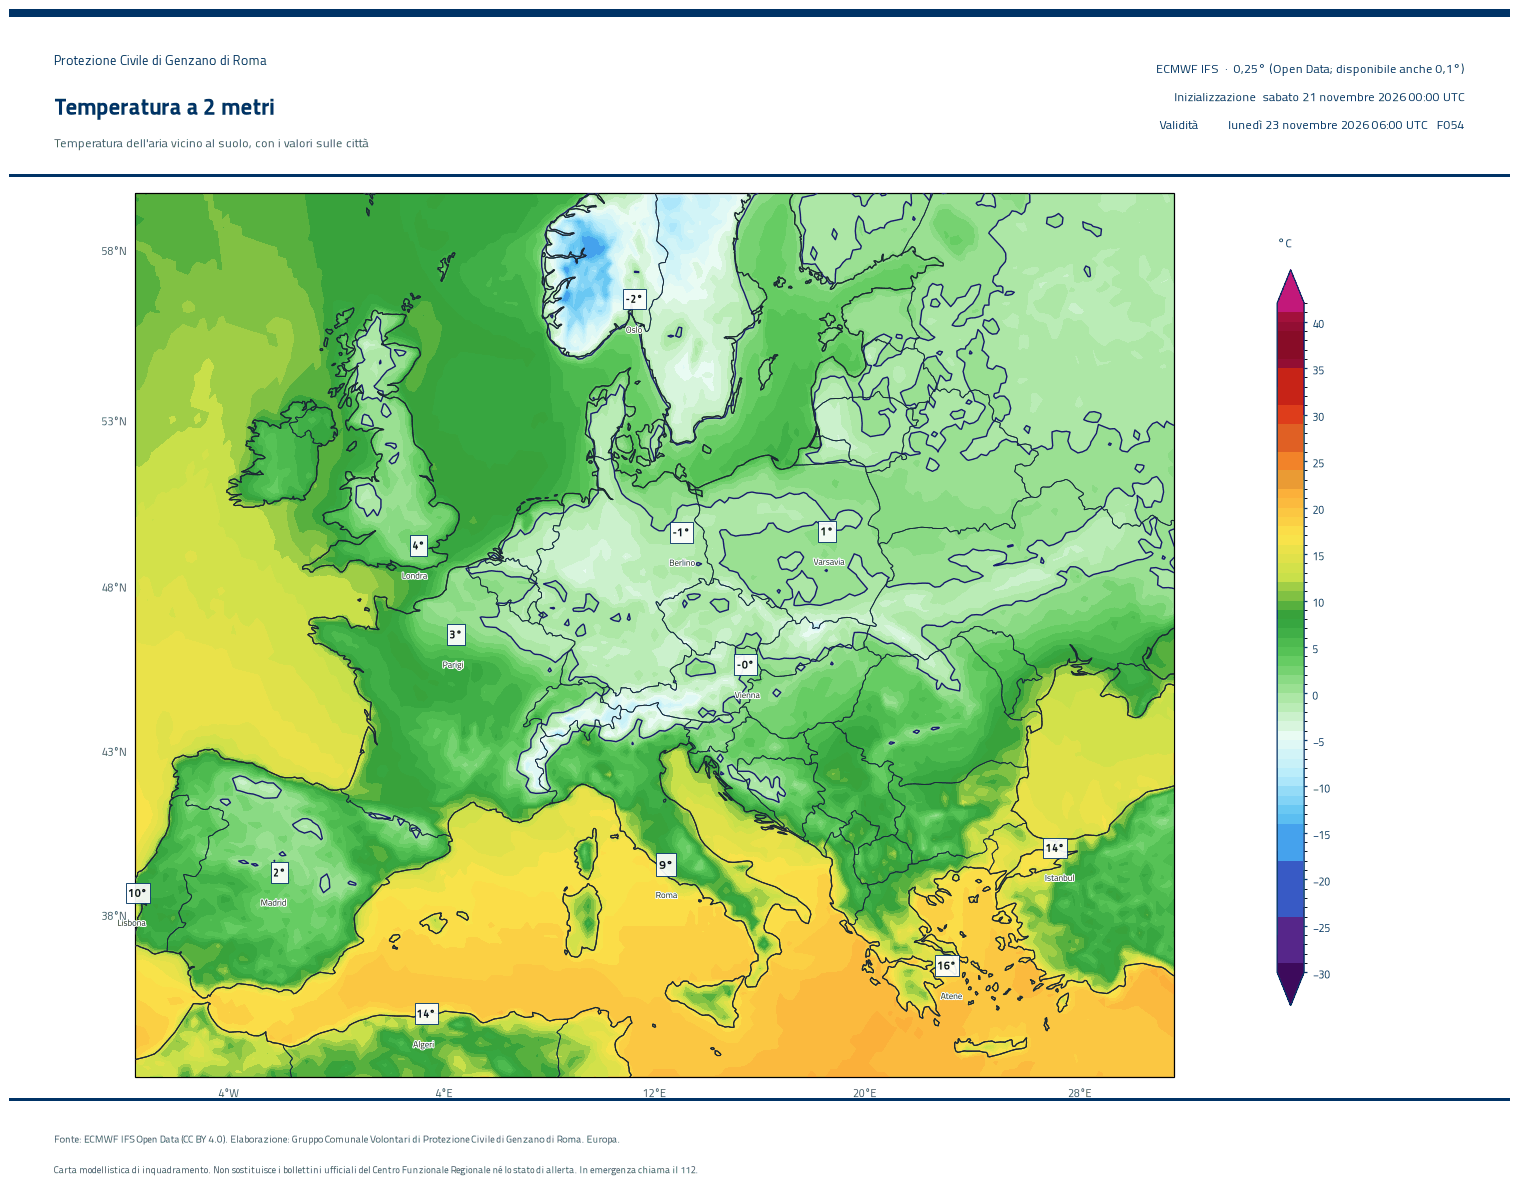 Protezione Civile di Genzano di Roma
Temperatura a 2 metri
Temperatura dell'aria vicino al suolo, con i valori sulle città
ECMWF IFS · 0,25° (Open Data; disponibile anche 0,1°)
Inizializzazione sabato 21 novembre 2026 00:00 UTC
Validità lunedì 23 novembre 2026 06:00 UTC F054
°C
58°N
53°N
48°N
43°N
38°N
-2°
Oslo
4°
Londra
-1°
Berlino
1°
Varsavia
3°
Parigi
-0°
Vienna
14°
Istanbul
9°
Roma
2°
Madrid
10°
Lisbona
16°
Atene
14°
Algeri
40
35
30
25
20
15
10
5
0
−5
−10
−15
−20
−25
−30
4°W
4°E
12°E
20°E
28°E
Fonte: ECMWF IFS Open Data (CC BY 4.0). Elaborazione: Gruppo Comunale Volontari di Protezione Civile di Genzano di Roma. Europa.
Carta modellistica di inquadramento. Non sostituisce i bollettini ufficiali del Centro Funzionale Regionale né lo stato di allerta. In emergenza chiama il 112.